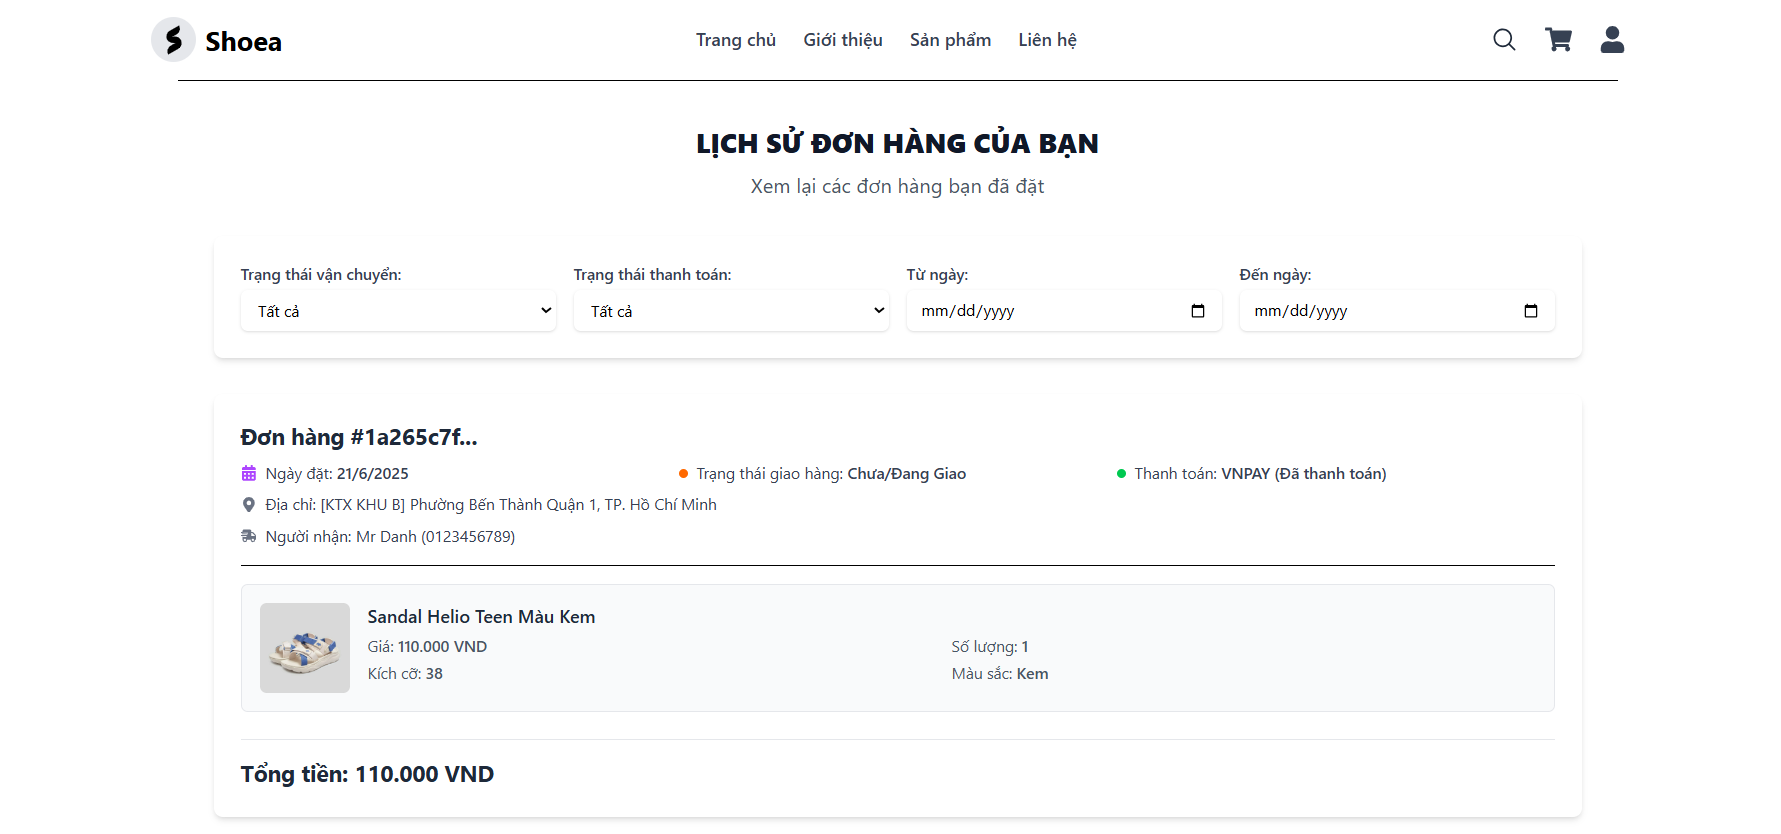 Shoea
Trang chủ Giới thiệu Sản phẩm Liên hệ
LỊCH SỬ ĐƠN HÀNG CỦA BẠN
Xem lại các đơn hàng bạn đã đặt
Trạng thái vận chuyển: Trạng thái thanh toán: Từ ngày: Đến ngày:
Tất cả Tất cả mm/dd/yyyy mm/dd/yyyy
Đơn hàng #1a265c7f...
Ngày đặt: 21/6/2025 Trạng thái giao hàng: Chưa/Đang Giao Thanh toán: VNPAY (Đã thanh toán)
Địa chỉ: [KTX KHU B] Phường Bến Thành Quận 1, TP. Hồ Chí Minh
Người nhận: Mr Danh (0123456789)
Sandal Helio Teen Màu Kem
Giá: 110.000 VND Số lượng: 1
Kích cỡ: 38 Màu sắc: Kem
Tổng tiền: 110.000 VND